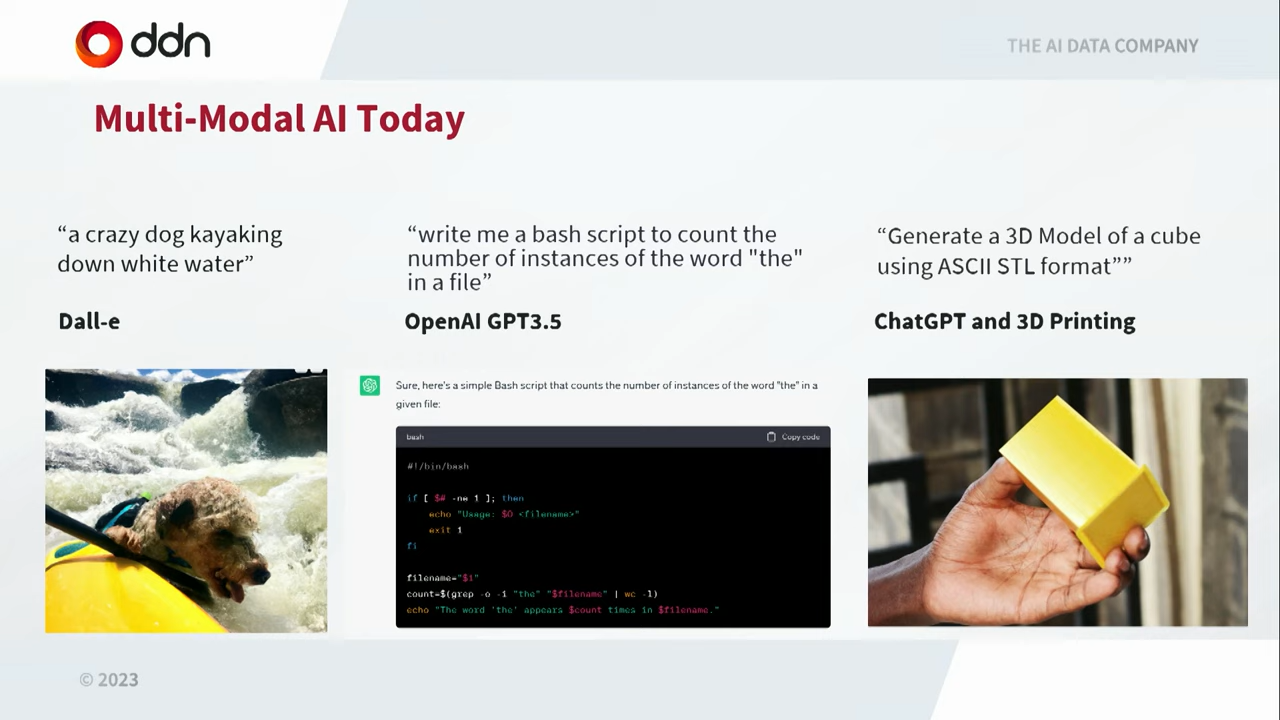 ddn
THE AI DATA COMPANY
Multi-Modal AI Today
“a crazy dog kayaking
down white water”
Dall-e
“write me a bash script to count the
number of instances of the word "the"
in a file”
OpenAI GPT3.5
Sure, here's a simple Bash script that counts the number of instances of the word "the" in a
given file:
bash
Copy code
#!/bin/bash
if [ $# -ne 1 ]; then
echo "Usage: $0 <filename>"
exit 1
fi
filename="$1"
count=$(grep -o -i "the" "$filename" | wc -l)
echo "The word 'the' appears $count times in $filename."
“Generate a 3D Model of a cube
using ASCII STL format””
ChatGPT and 3D Printing
© 2023